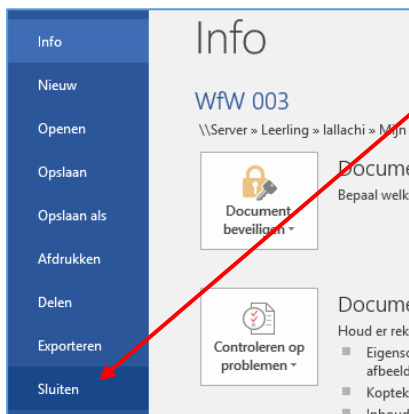 Info
Nieuw
Openen
Opslaan
Opslaan als
Afdrukken
Delen
Exporteren
Sluiten
Info
WfW 003
\\Server » Leerling » lallachi » Mijn
Document
beveiligen
Bepaal welk
Controleren op
problemen
Houd er rek